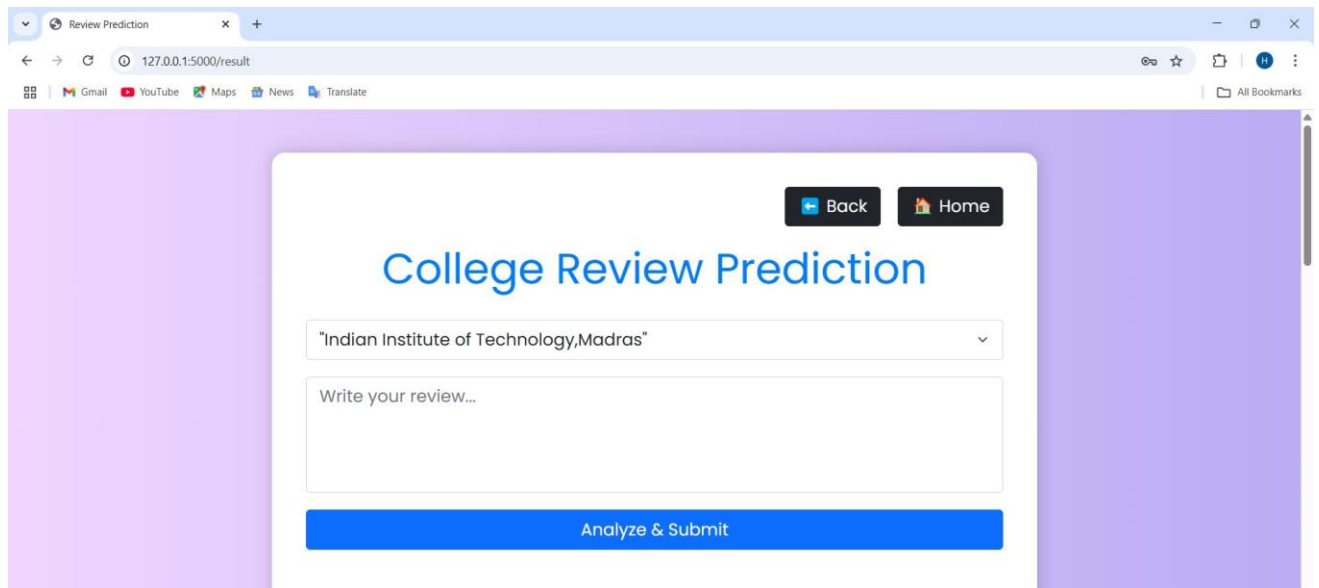 Review Prediction
127.0.0.1:5000/result
H
Gmail YouTube Maps News Translate All Bookmarks
Back Home
College Review Prediction
"Indian Institute of Technology,Madras"
Write your review...
Analyze & Submit